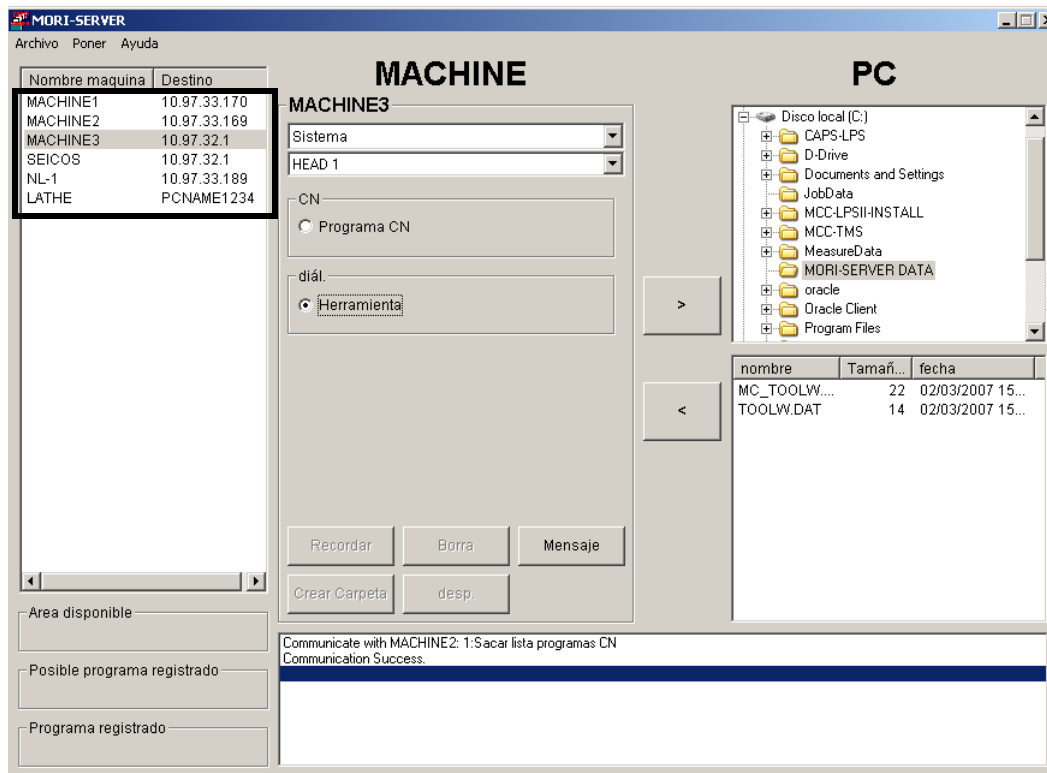 MORI-SERVER
Archivo Poner Ayuda
Nombre maquina Destino
MACHINE1 10.97.33.170
MACHINE2 10.97.33.169
MACHINE3 10.97.32.1
SEICOS 10.97.32.1
NL-1 10.97.33.189
LATHE PCNAME1234
Area disponible
Posible programa registrado
Programa registrado
MACHINE
MACHINE3
Sistema
HEAD 1
CN
Programa CN
diál.
Herramienta
Recordar Borra Mensaje
Crear Carpeta desp.
>
<
PC
Disco local (C:)
CAPS-LPS
D-Drive
Documents and Settings
JobData
MCC-LPSII-INSTALL
MCC-TMS
MeasureData
MORI-SERVER DATA
oracle
Oracle Client
Program Files
nombre Tamañ... fecha
MC_TOOLW.... 22 02/03/2007 15...
TOOLW.DAT 14 02/03/2007 15...
Communicate with MACHINE2: 1:Sacar lista programas CN
Communication Success.